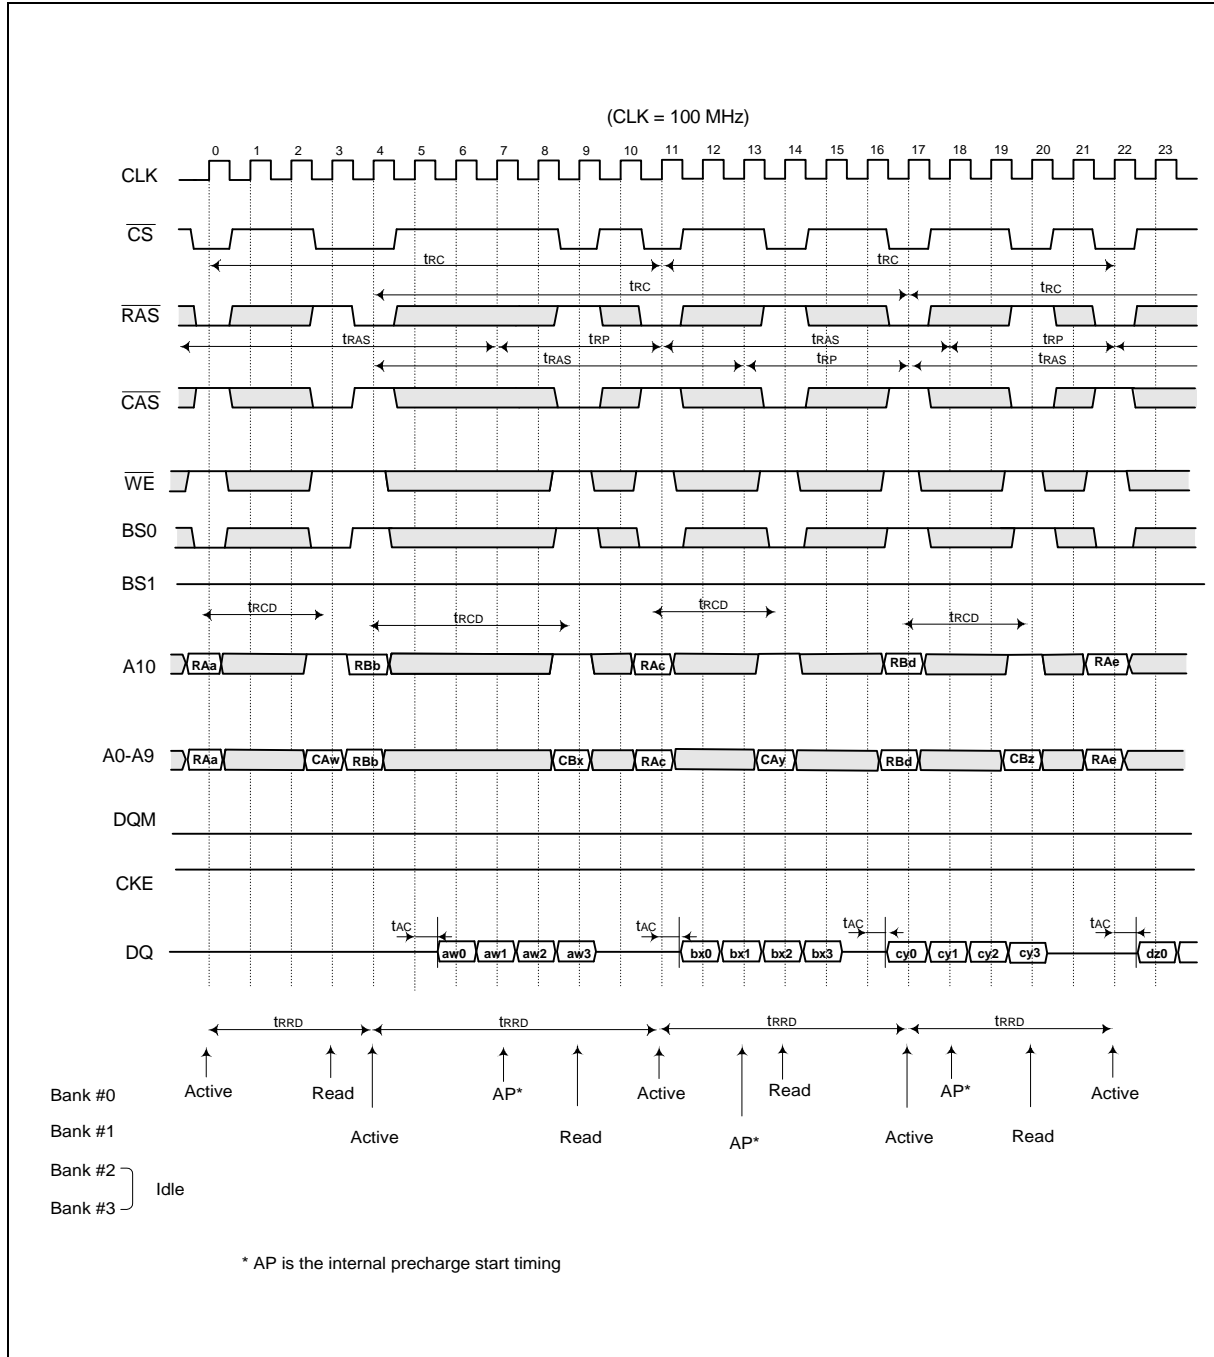 (CLK = 100 MHz)
0 1 2 3 4 5 6 7 8 9 10 11 12 13 14 15 16 17 18 19 20 21 22 23
CLK
CS
tRC tRC
tRC tRC
RAS
tRAS tRP tRAS tRP
tRAS tRP tRAS
CAS
WE
BS0
BS1
tRCD tRCD tRCD tRCD
A10 RAa RBb RAc RBd RAe
A0-A9 RAa CAw RBb CBx RAc CAy RBd CBz RAe
DQM
CKE
tAC tAC tAC tAC
DQ aw0 aw1 aw2 aw3 bx0 bx1 bx2 bx3 cy0 cy1 cy2 cy3 dz0
tRRD tRRD tRRD tRRD
Bank #0 Active Read AP* Active Read AP* Active
Bank #1 Active Read AP* Active Read
Bank #2
Idle
Bank #3
* AP is the internal precharge start timing